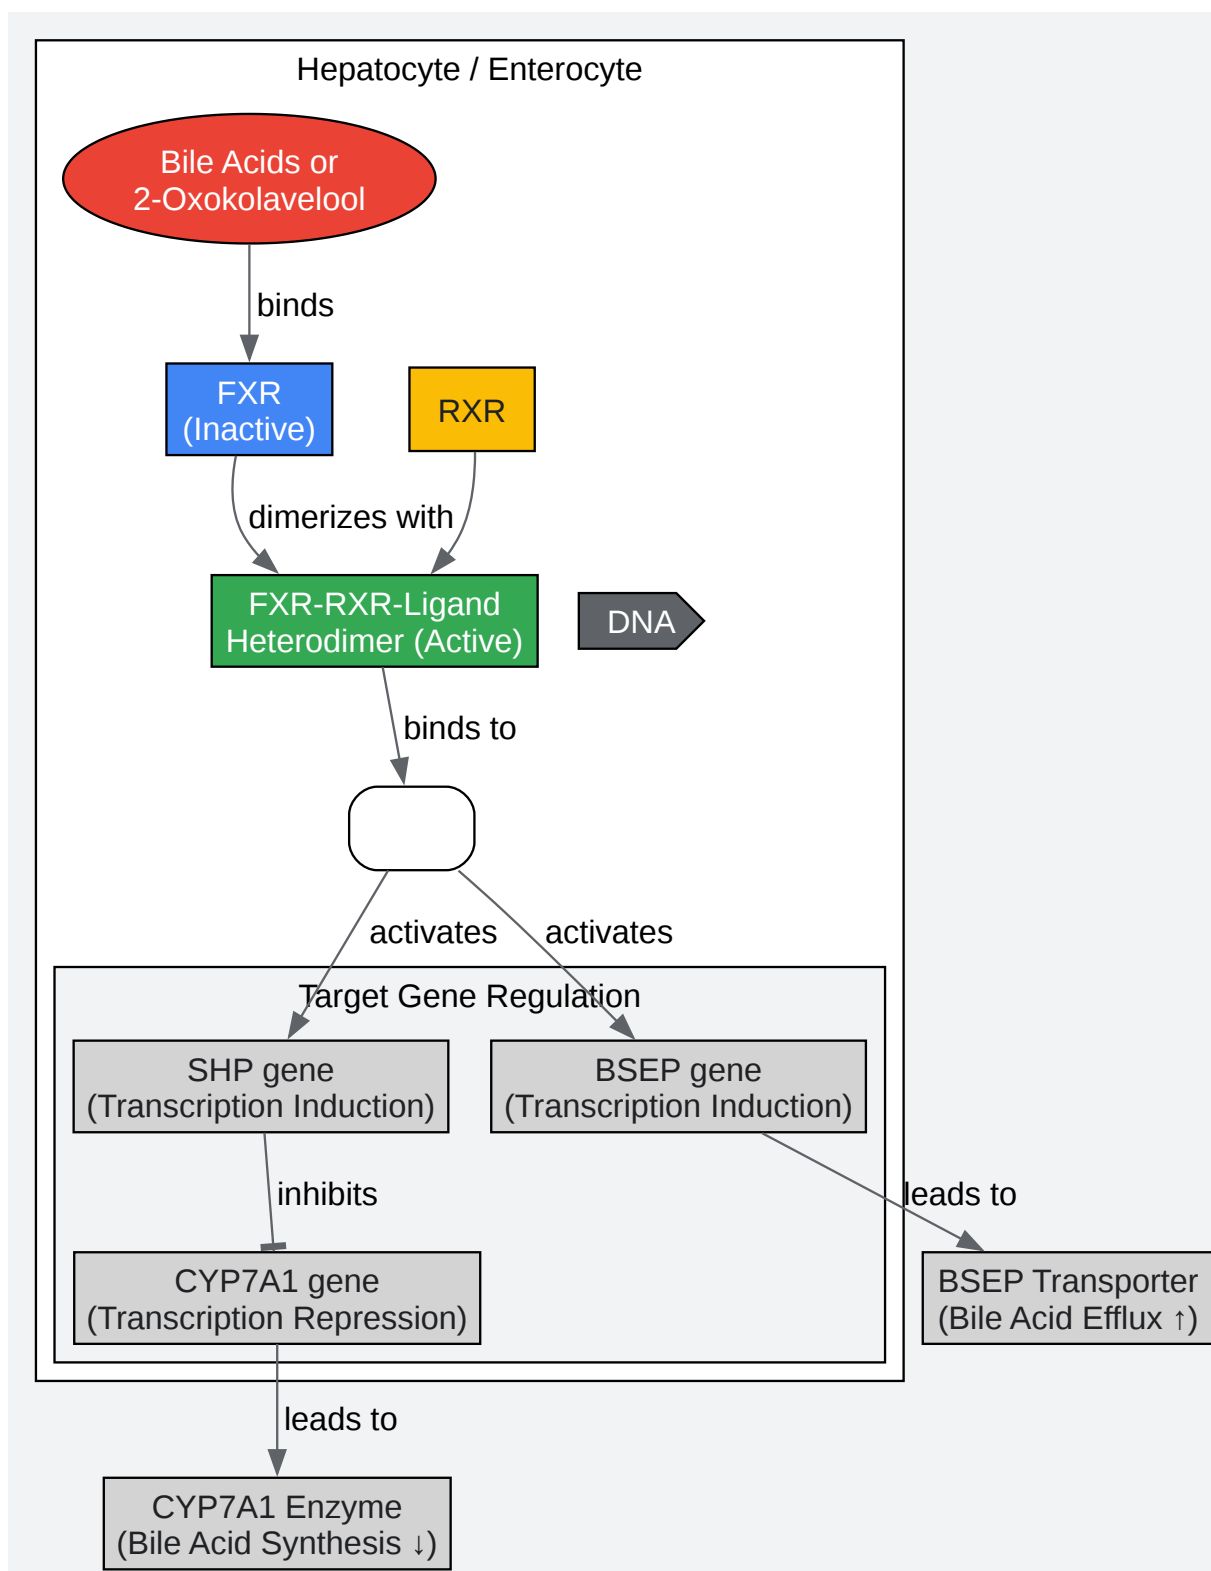 Hepatocyte / Enterocyte
Bile Acids or
2-Oxokolavelool
binds
FXR
(Inactive)
RXR
dimerizes with
FXR-RXR-Ligand
Heterodimer (Active)
DNA
binds to
activates
activates
Target Gene Regulation
SHP gene
(Transcription Induction)
BSEP gene
(Transcription Induction)
inhibits
leads to
CYP7A1 gene
(Transcription Repression)
BSEP Transporter
(Bile Acid Efflux ↑)
leads to
CYP7A1 Enzyme
(Bile Acid Synthesis ↓)